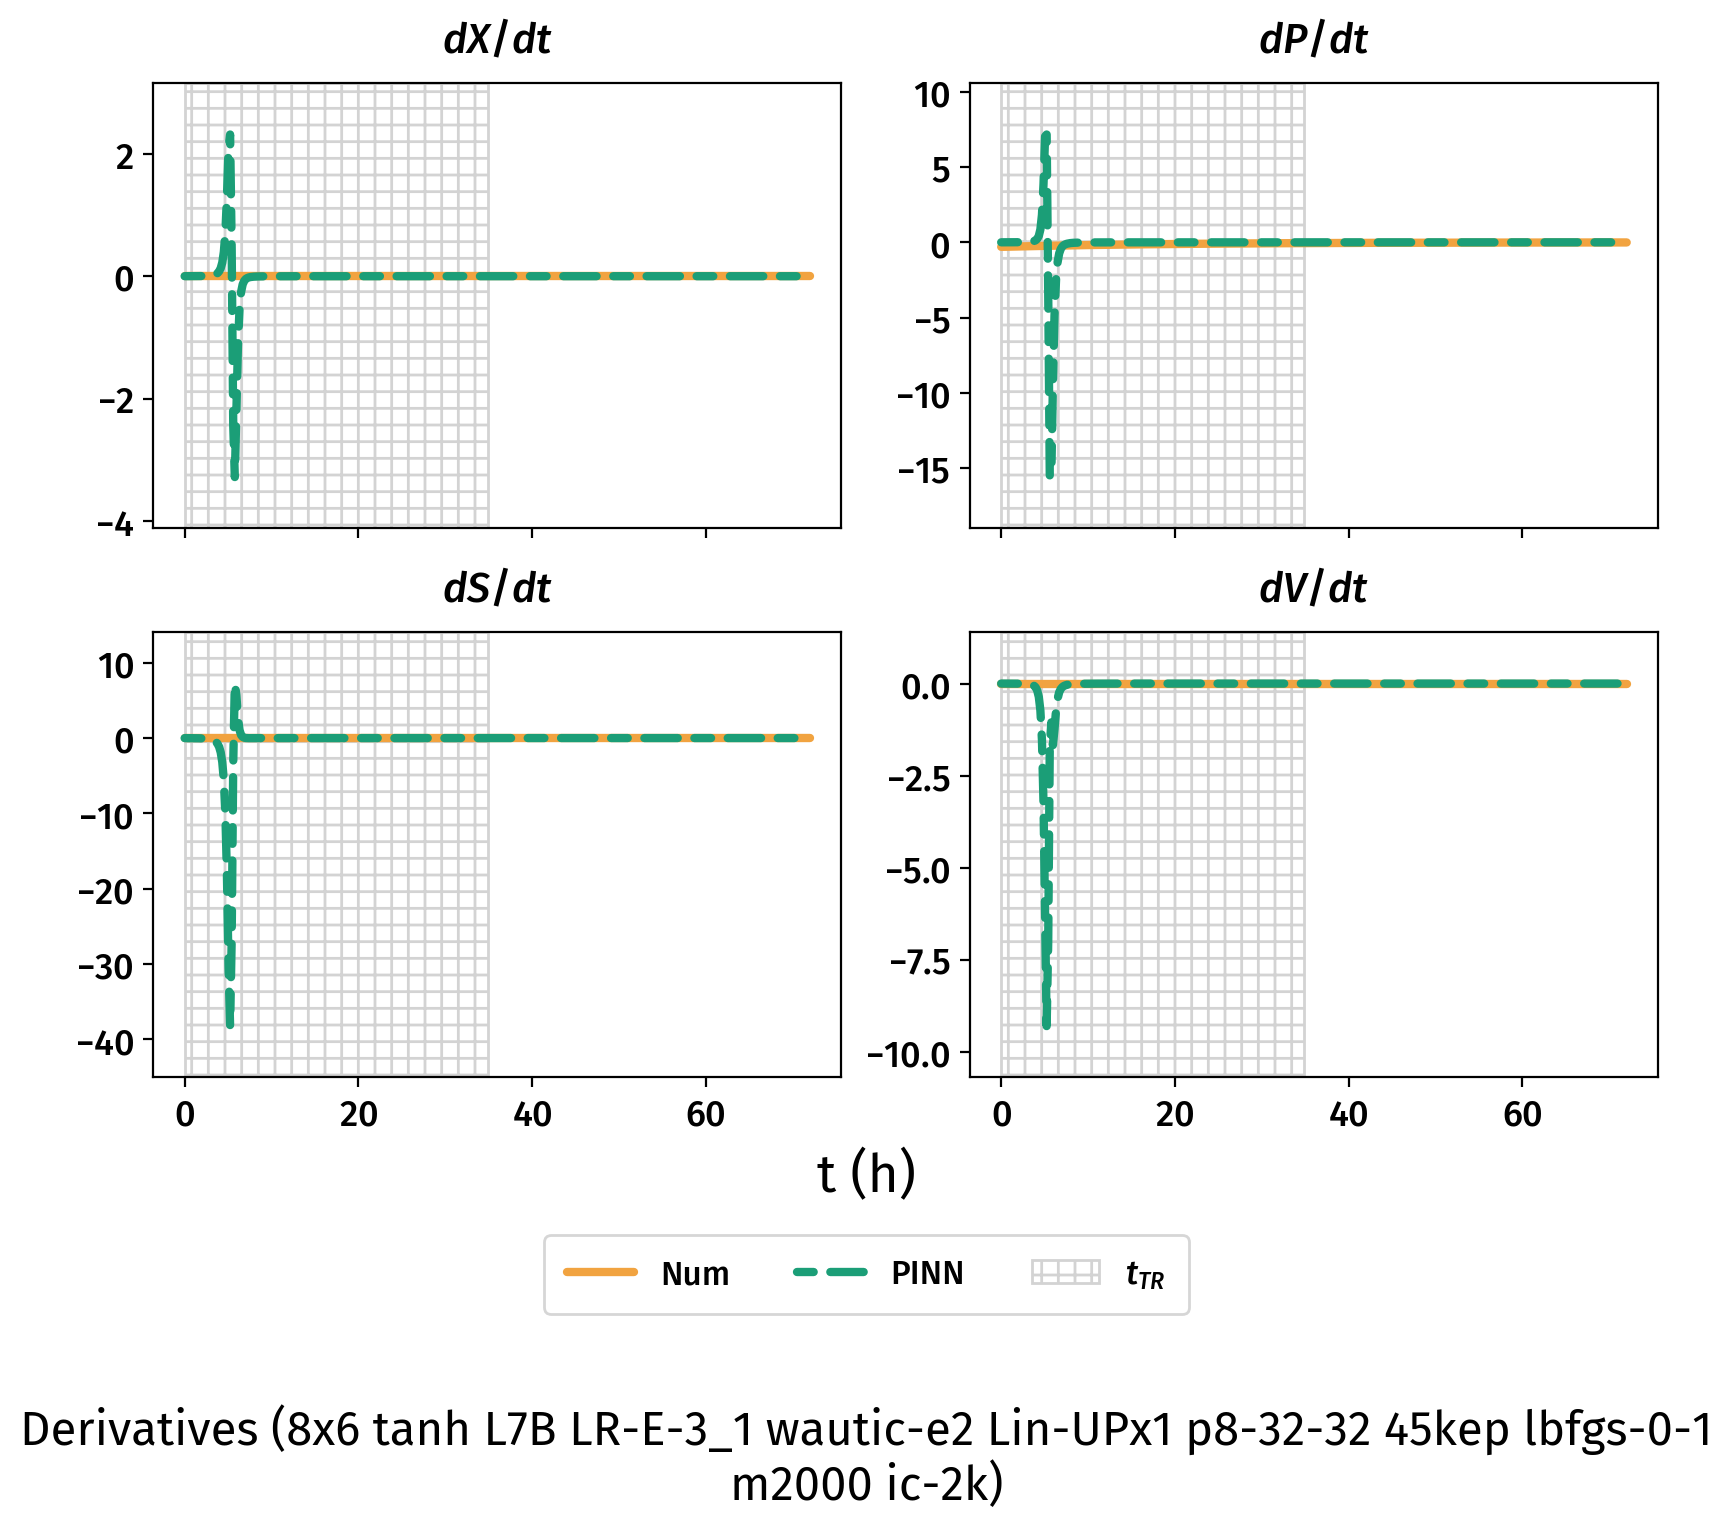 dX/dt
dP/dt
2
0
−2
−4
10
5
0
−5
−10
−15
dS/dt
dV/dt
10
0
−10
−20
−30
−40
0.0
−2.5
−5.0
−7.5
−10.0
0 20 40 60
0 20 40 60
t (h)
Num PINN tTR
Derivatives (8x6 tanh L7B LR-E-3_1 wautic-e2 Lin-UPx1 p8-32-32 45kep lbfgs-0-1
m2000 ic-2k)